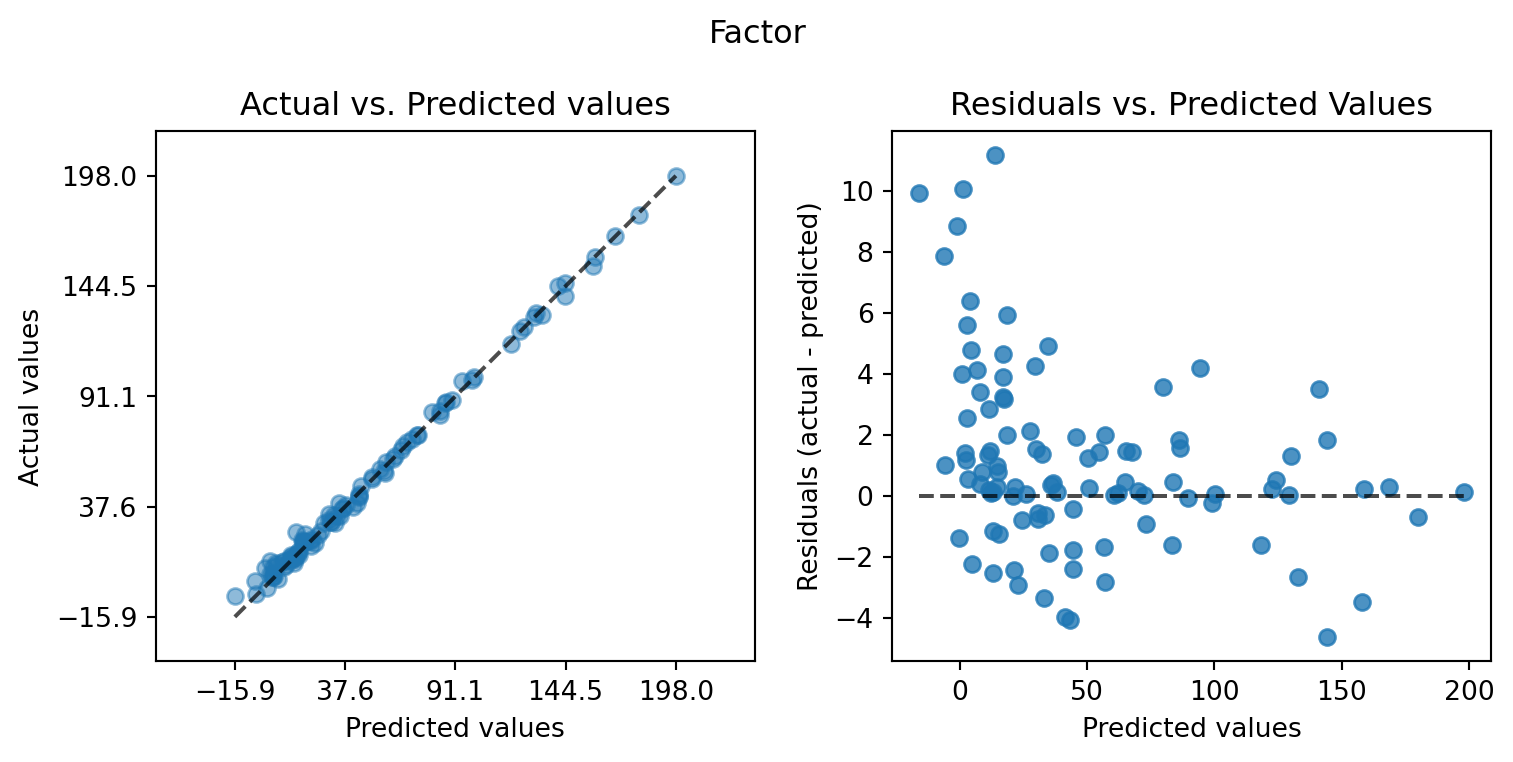 Factor
Actual vs. Predicted values
Actual values
198.0
144.5
91.1
37.6
−15.9
−15.9 37.6 91.1 144.5 198.0
Predicted values
Residuals vs. Predicted Values
Residuals (actual - predicted)
10
8
6
4
2
0
−2
−4
0 50 100 150 200
Predicted values